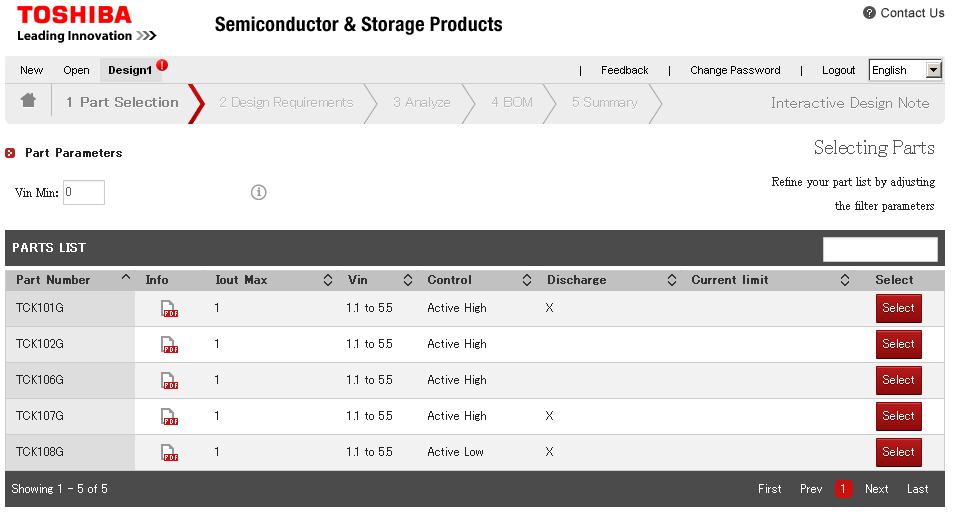 TOSHIBA
Leading Innovation >>>
Semiconductor & Storage Products
? Contact Us
New Open Design1 ! | Feedback | Change Password | Logout English
1 Part Selection 2 Design Requirements 3 Analyze 4 BOM 5 Summary Interactive Design Note
Part Parameters
Selecting Parts
Vin Min: 0 i
Refine your part list by adjusting
the filter parameters
PARTS LIST
Part Number Info Iout Max Vin Control Discharge Current limit Select
TCK101G PDF 1 1.1 to 5.5 Active High X Select
TCK102G PDF 1 1.1 to 5.5 Active High Select
TCK106G PDF 1 1.1 to 5.5 Active High Select
TCK107G PDF 1 1.1 to 5.5 Active High X Select
TCK108G PDF 1 1.1 to 5.5 Active Low X Select
Showing 1 - 5 of 5 First Prev 1 Next Last